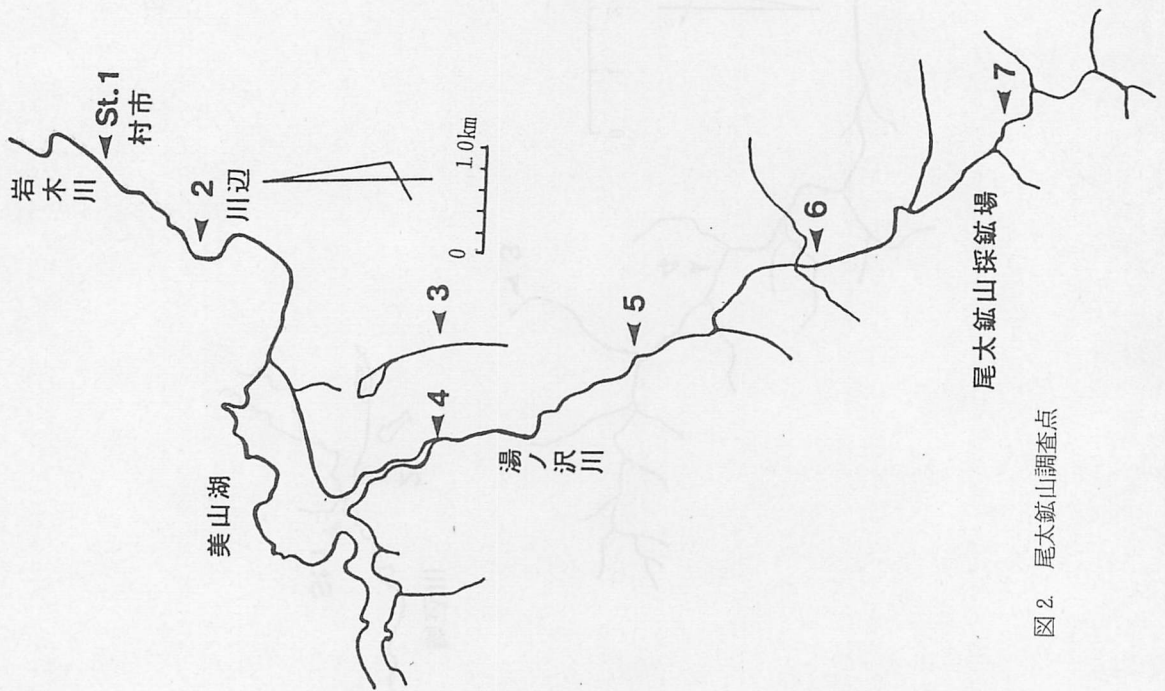 岩木川
St.1
村市
2
川辺
美山湖
3
4
0 1.0km
5
湯ノ沢川
6
7
尾太鉱山採鉱場
図2. 尾太鉱山調査点